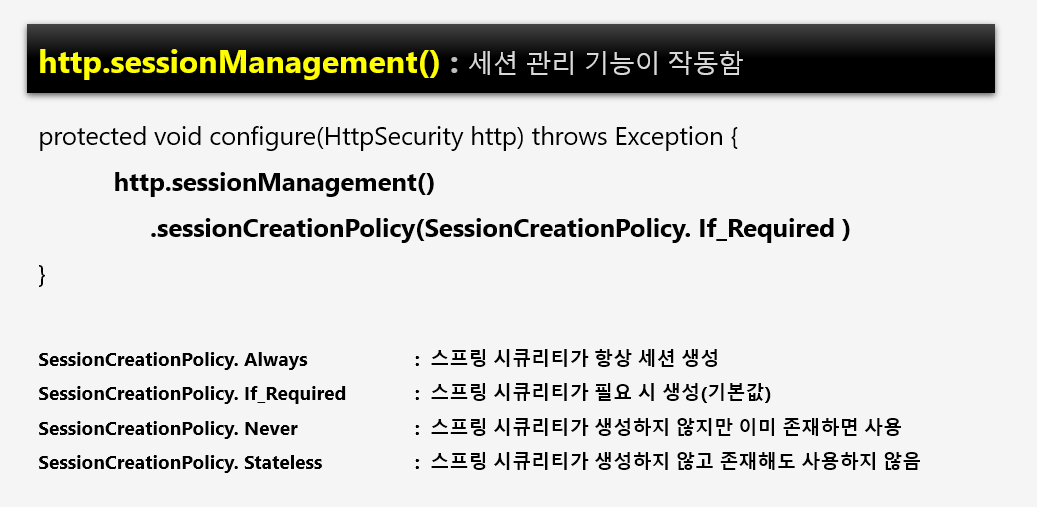 http.sessionManagement() : 세션 관리 기능이 작동함
protected void configure(HttpSecurity http) throws Exception {
http.sessionManagement()
.sessionCreationPolicy(SessionCreationPolicy. If_Required )
}
SessionCreationPolicy. Always : 스프링 시큐리티가 항상 세션 생성
SessionCreationPolicy. If_Required : 스프링 시큐리티가 필요 시 생성(기본값)
SessionCreationPolicy. Never : 스프링 시큐리티가 생성하지 않지만 이미 존재하면 사용
SessionCreationPolicy. Stateless : 스프링 시큐리티가 생성하지 않고 존재해도 사용하지 않음